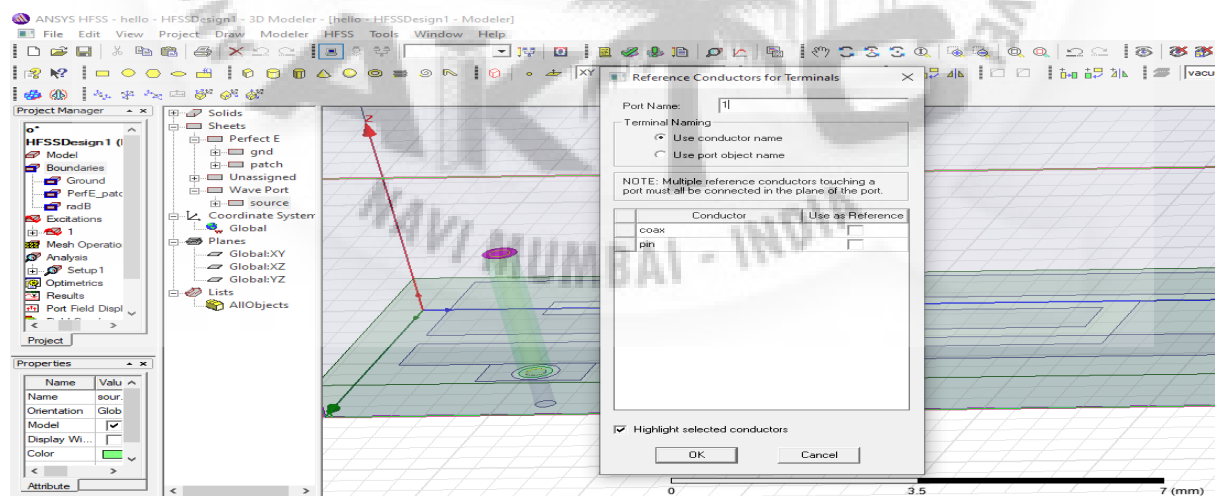 ANSYS HFSS - hello - HFSSDesign1 - 3D Modeler - [hello - HFSSDesign1 - Modeler]
File Edit View Project Draw Modeler HFSS Tools Window Help
XY
vacu
Project Manager
HFSSDesign1 (
Model
Boundaries
Ground
PerfE_patc
radB
Excitations
1
Mesh Operatio
Analysis
Setup1
Optimetrics
Results
Port Field Displ
Project
Properties
Name Valu
Name sour.
Orientation Glob
Model
Display Wi...
Color
Attribute
Solids
Sheets
Perfect E
gnd
patch
Unassigned
Wave Port
source
Coordinate System
Global
Planes
Global:XY
Global:XZ
Global:YZ
Lists
AllObjects
Z
Reference Conductors for Terminals
Port Name: 1
Terminal Naming
Use conductor name
Use port object name
NOTE: Multiple reference conductors touching a
port must all be connected in the plane of the port.
Conductor Use as Reference
coax
pin
Highlight selected conductors
OK Cancel
0 3.5 7 (mm)
NAVI MUMBAI - INDIA